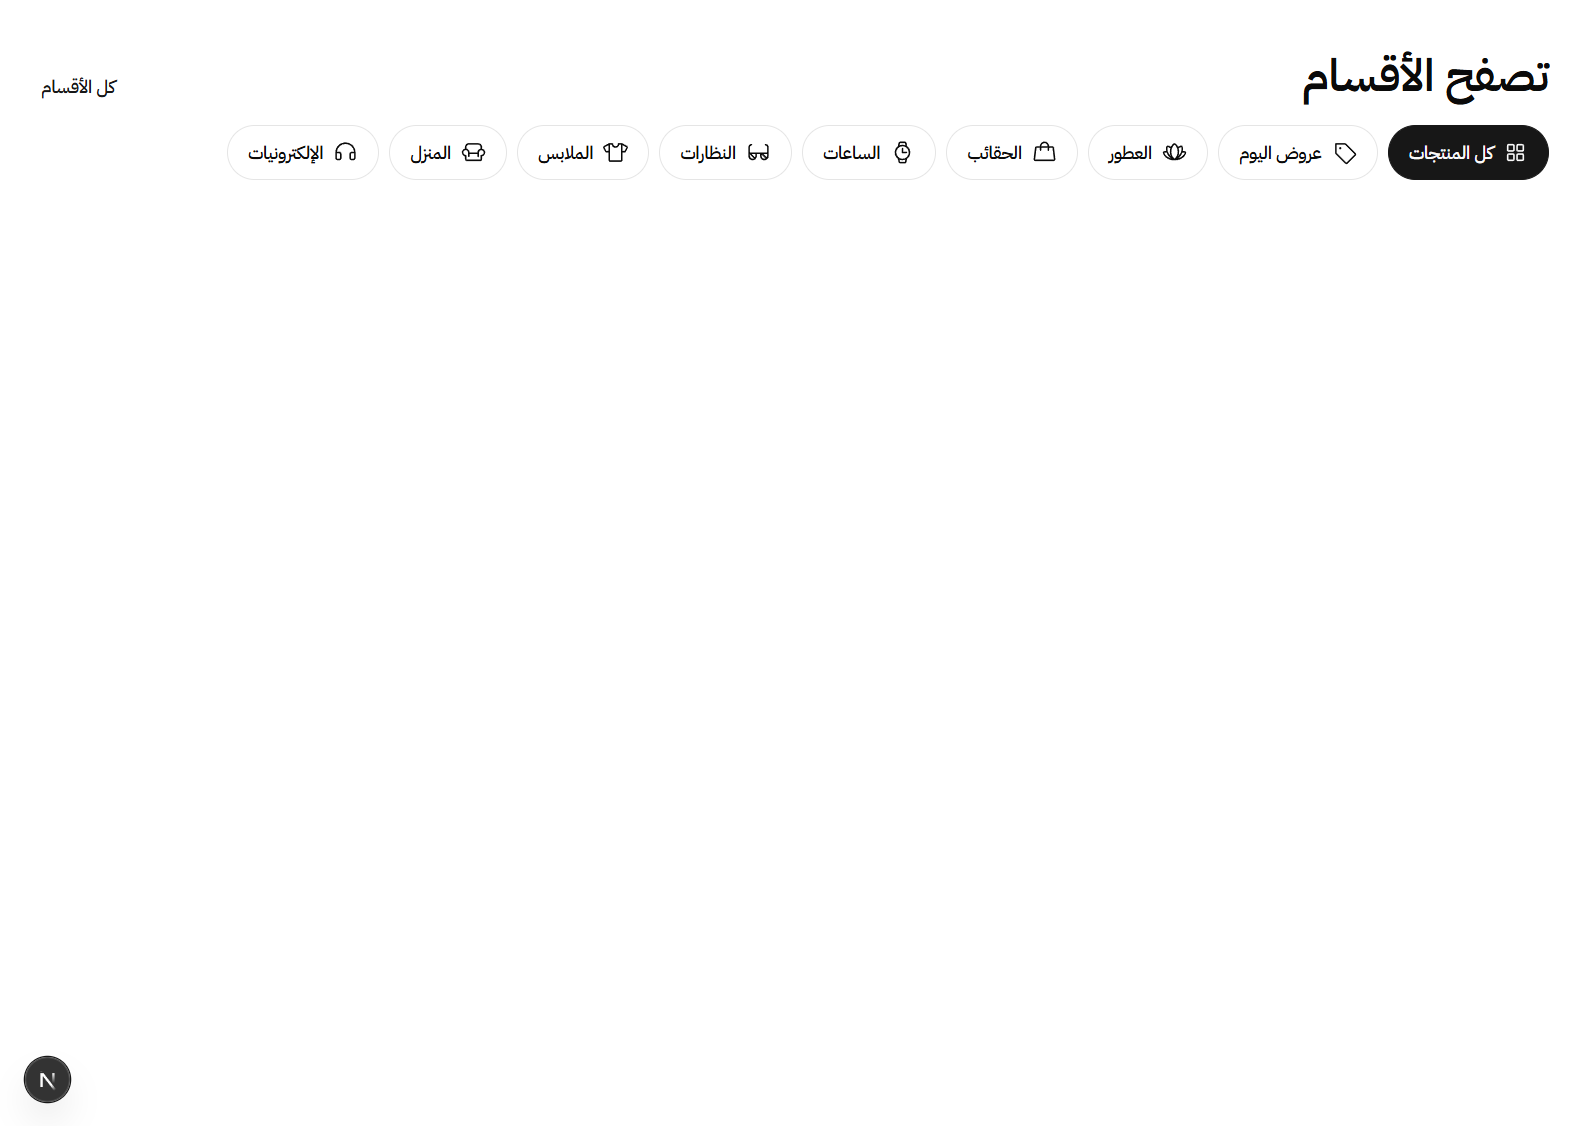 تصفح الأقسام
كل الأقسام
كل المنتجات
عروض اليوم
العطور
الحقائب
الساعات
النظارات
الملابس
المنزل
الإلكترونيات
N